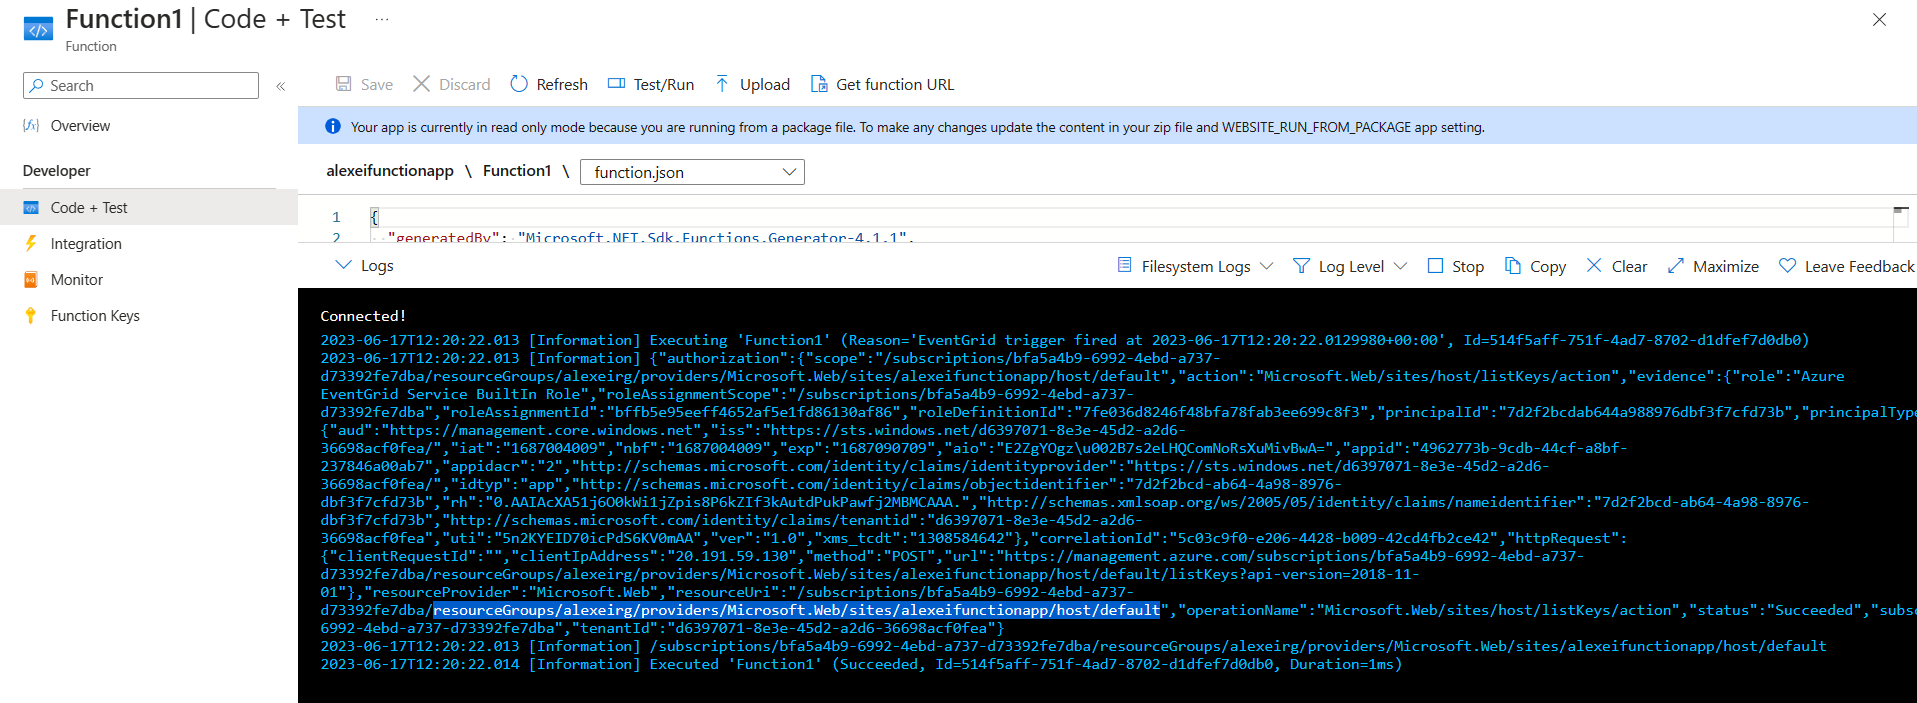 Function1 | Code + Test ...
Function
Search
«
Save Discard Refresh Test/Run Upload Get function URL
Overview
Your app is currently in read only mode because you are running from a package file. To make any changes update the content in your zip file and WEBSITE_RUN_FROM_PACKAGE app setting.
Developer
alexeifunctionapp \ Function1 \ function.json
Code + Test
Integration
Monitor
Function Keys
1 {
2 "generatedBy": "Microsoft.NET.Sdk.Functions.Generator-4.1.1",
Logs
Filesystem Logs Log Level Stop Copy Clear Maximize Leave Feedback
Connected!
2023-06-17T12:20:22.013 [Information] Executing 'Function1' (Reason='EventGrid trigger fired at 2023-06-17T12:20:22.0129980+00:00', Id=514f5aff-751f-4ad7-8702-d1dfef7d0db0)
2023-06-17T12:20:22.013 [Information] {"authorization":{"scope":"/subscriptions/bfa5a4b9-6992-4ebd-a737-
d73392fe7dba/resourceGroups/alexeirg/providers/Microsoft.Web/sites/alexeifunctionapp/host/default","action":"Microsoft.Web/sites/host/listKeys/action","evidence":{"role":"Azure
EventGrid Service BuiltIn Role","roleAssignmentScope":"/subscriptions/bfa5a4b9-6992-4ebd-a737-
d73392fe7dba","roleAssignmentId":"bffb5e95eeff4652af5e1fd86130af86","roleDefinitionId":"7fe036d8246f48bfa78fab3ee699c8f3","principalId":"7d2f2bcdab644a988976dbf3f7cfd73b","principalType
{"aud":"https://management.core.windows.net","iss":"https://sts.windows.net/d6397071-8e3e-45d2-a2d6-
36698acf0fea/","iat":"1687004009","nbf":"1687004009","exp":"1687090709","aio":"E2ZgYOgz\u002B7s2eLHQComNoRsXuMivBwA=","appid":"4962773b-9cdb-44cf-a8bf-
237846a00ab7","appidacr":"2","http://schemas.microsoft.com/identity/claims/identityprovider":"https://sts.windows.net/d6397071-8e3e-45d2-a2d6-
36698acf0fea/","idtyp":"app","http://schemas.microsoft.com/identity/claims/objectidentifier":"7d2f2bcd-ab64-4a98-8976-
dbf3f7cfd73b","rh":"0.AAIAcXA51j6O0kWi1jZpis8P6kZIf3kAutdPukPawfj2MBMCAAA.","http://schemas.xmlsoap.org/ws/2005/05/identity/claims/nameidentifier":"7d2f2bcd-ab64-4a98-8976-
dbf3f7cfd73b","http://schemas.microsoft.com/identity/claims/tenantid":"d6397071-8e3e-45d2-a2d6-
36698acf0fea","uti":"5n2KYEID70icPdS6KV0mAA","ver":"1.0","xms_tcdt":"1308584642"},"correlationId":"5c03c9f0-e206-4428-b009-42cd4fb2ce42","httpRequest":
{"clientRequestId":"","clientIpAddress":"20.191.59.130","method":"POST","url":"https://management.azure.com/subscriptions/bfa5a4b9-6992-4ebd-a737-
d73392fe7dba/resourceGroups/alexeirg/providers/Microsoft.Web/sites/alexeifunctionapp/host/default/listKeys?api-version=2018-11-
01"},"resourceProvider":"Microsoft.Web","resourceUri":"/subscriptions/bfa5a4b9-6992-4ebd-a737-
d73392fe7dba/resourceGroups/alexeirg/providers/Microsoft.Web/sites/alexeifunctionapp/host/default","operationName":"Microsoft.Web/sites/host/listKeys/action","status":"Succeeded","subsc
6992-4ebd-a737-d73392fe7dba","tenantId":"d6397071-8e3e-45d2-a2d6-36698acf0fea"}
2023-06-17T12:20:22.013 [Information] /subscriptions/bfa5a4b9-6992-4ebd-a737-d73392fe7dba/resourceGroups/alexeirg/providers/Microsoft.Web/sites/alexeifunctionapp/host/default
2023-06-17T12:20:22.014 [Information] Executed 'Function1' (Succeeded, Id=514f5aff-751f-4ad7-8702-d1dfef7d0db0, Duration=1ms)